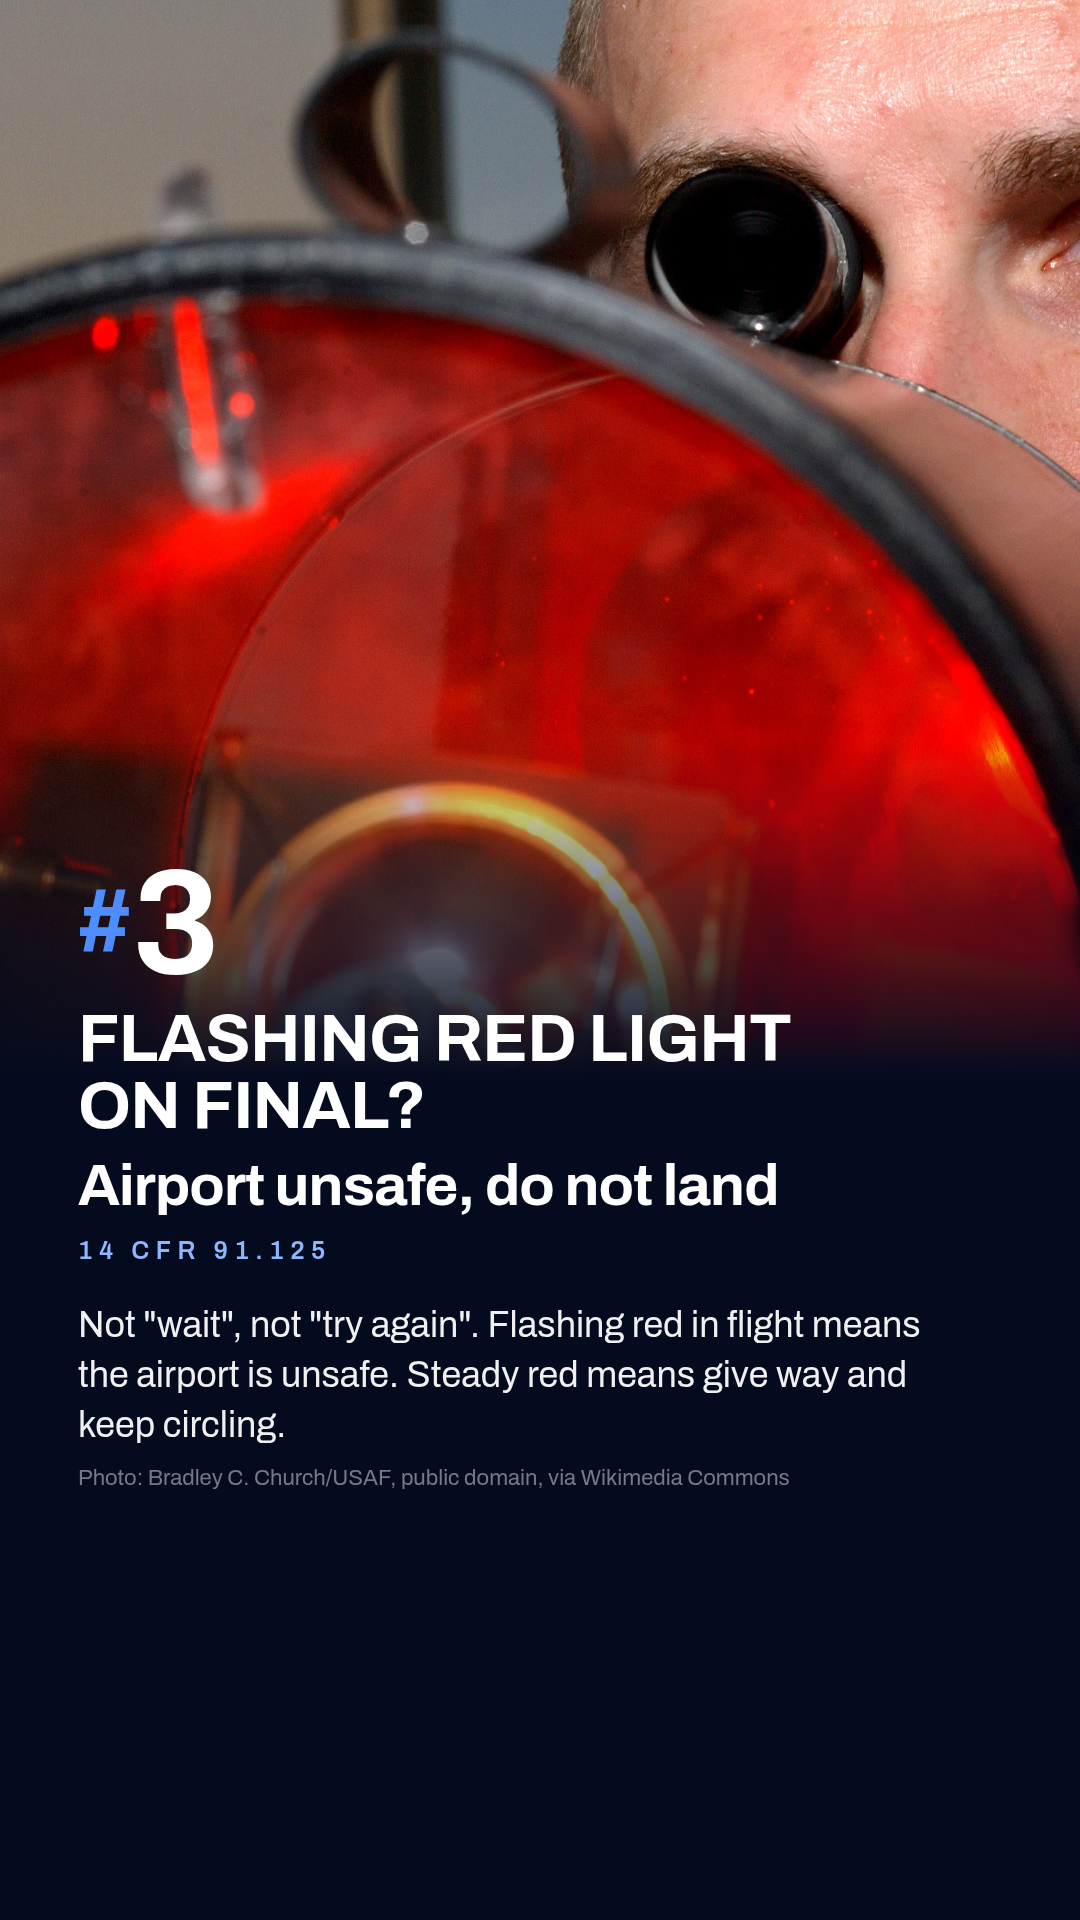 #3
FLASHING RED LIGHT
ON FINAL?
Airport unsafe, do not land
14 CFR 91.125
Not "wait", not "try again". Flashing red in flight means
the airport is unsafe. Steady red means give way and
keep circling.
Photo: Bradley C. Church/USAF, public domain, via Wikimedia Commons